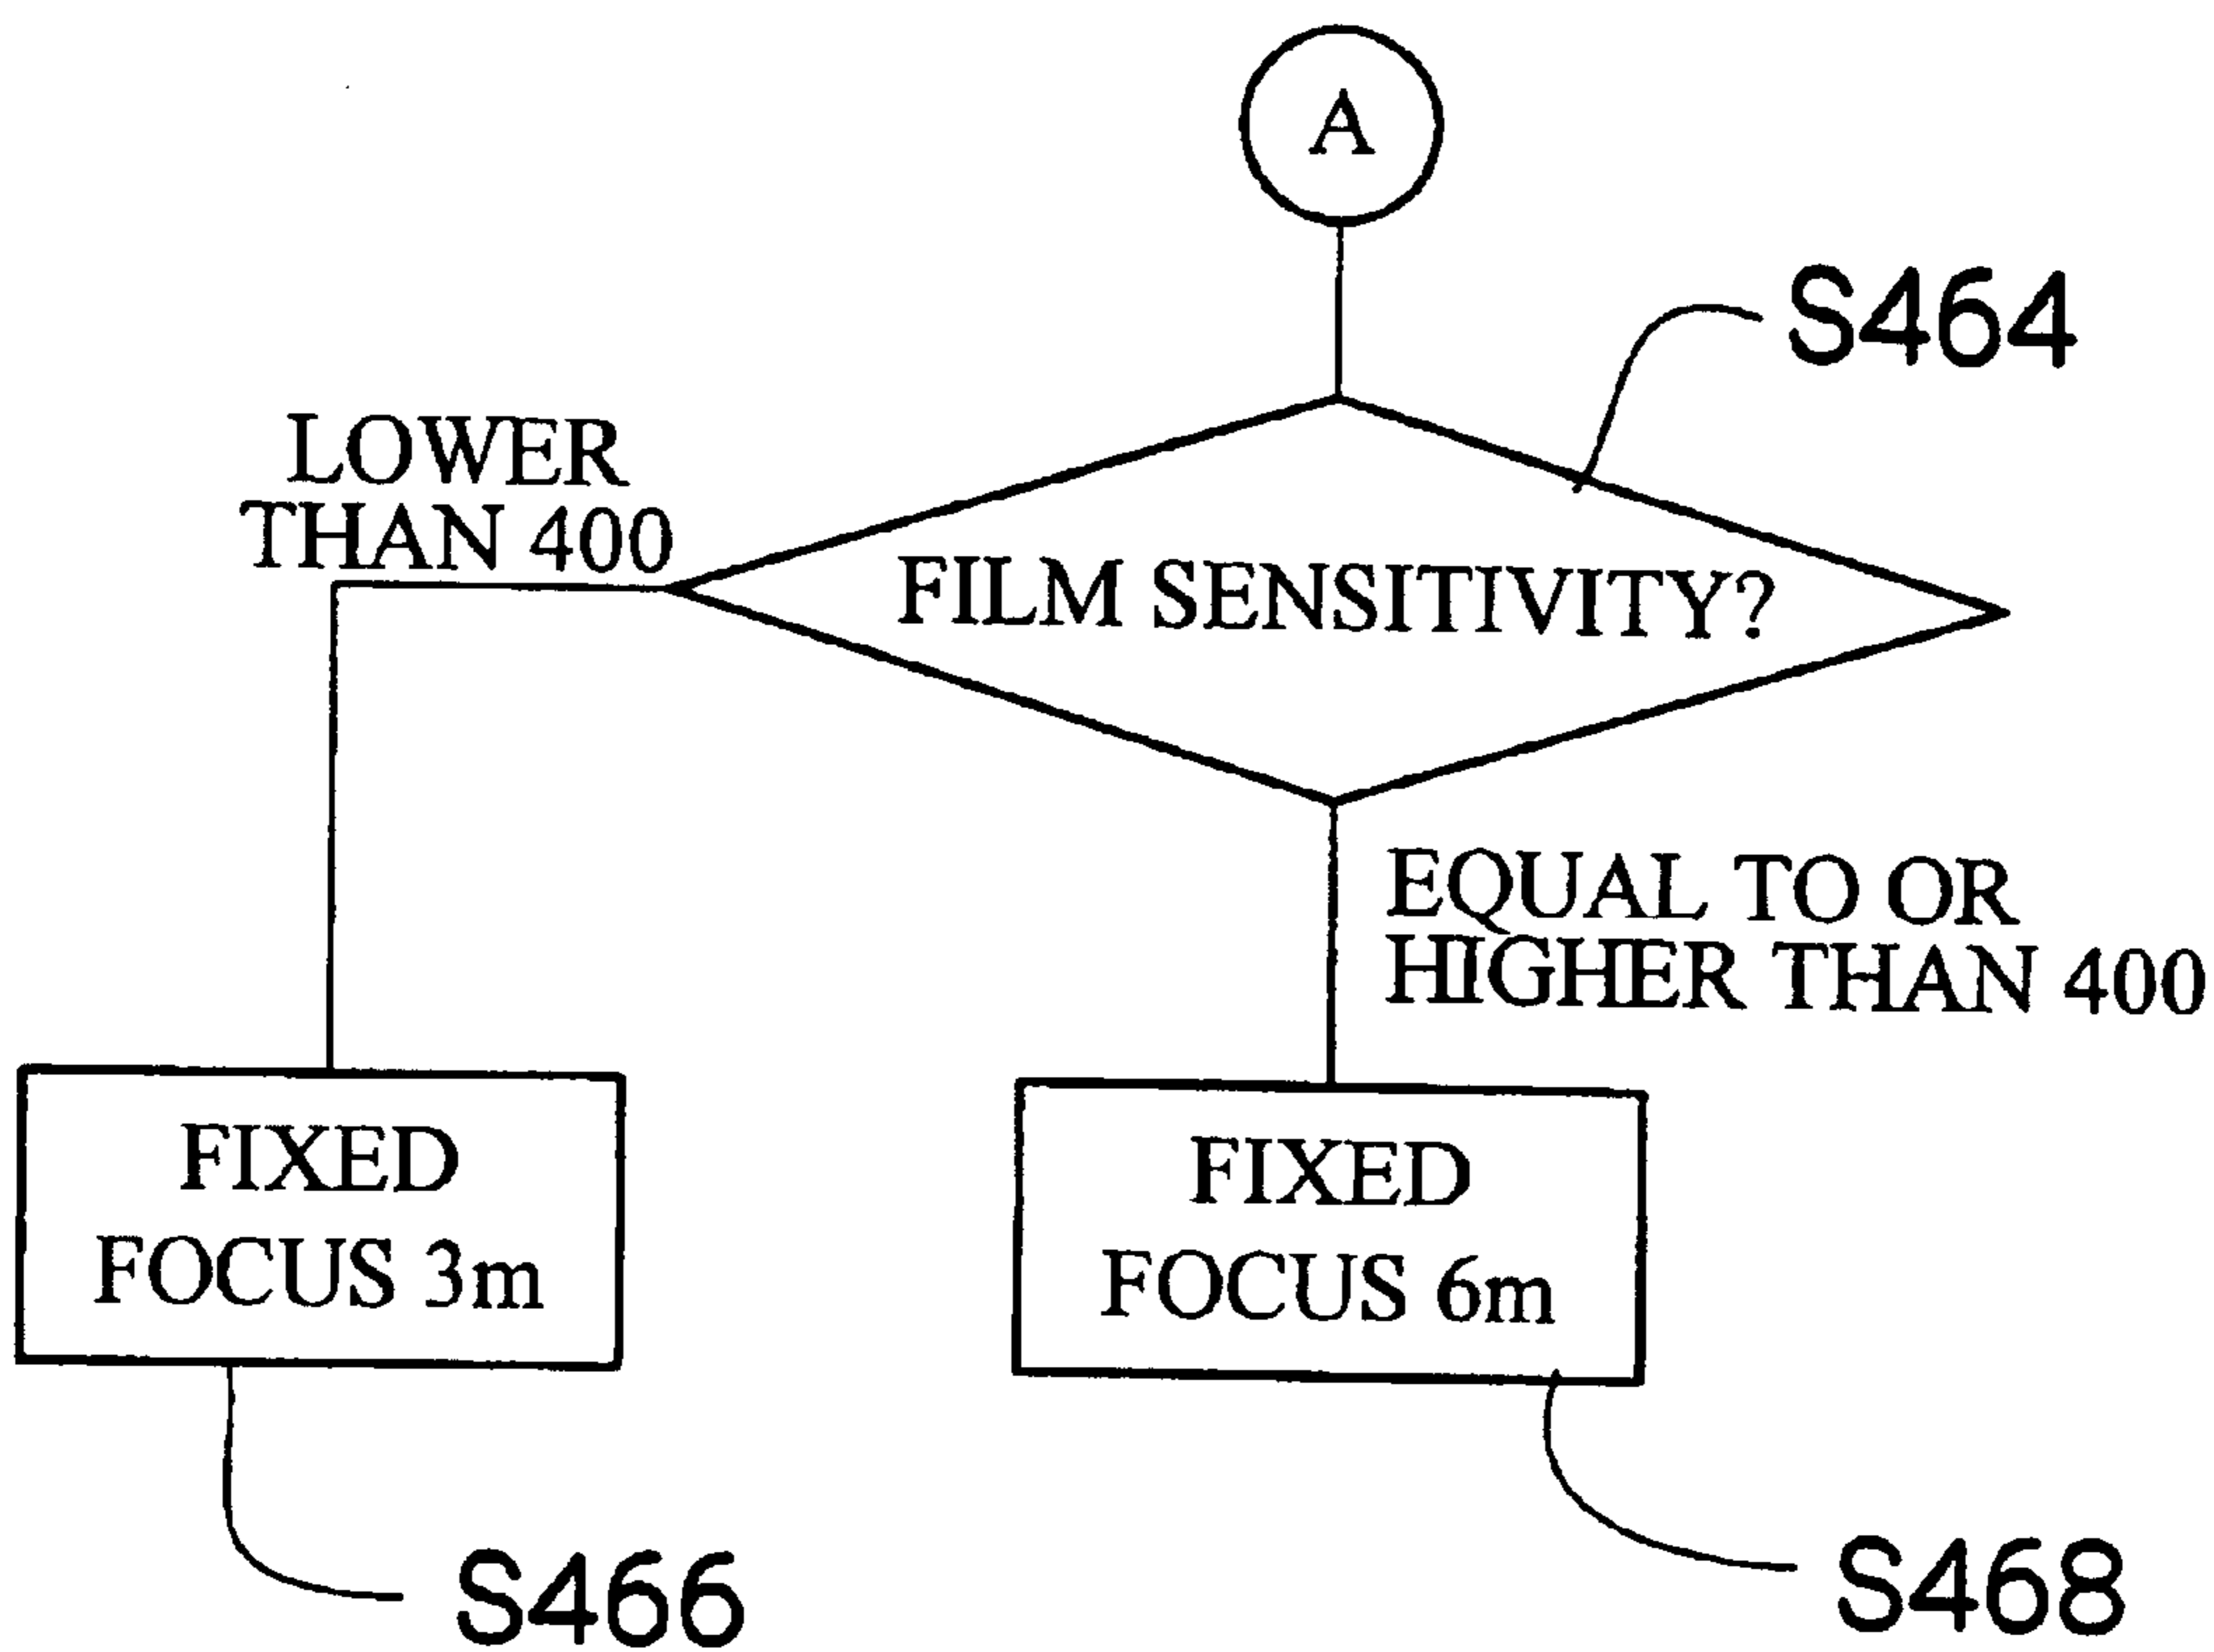 A
S464
LOWER
THAN 400
FILM SENSITIVITY?
EQUAL TO OR
HIGHER THAN 400
FIXED
FOCUS 3m
FIXED
FOCUS 6m
S466
S468